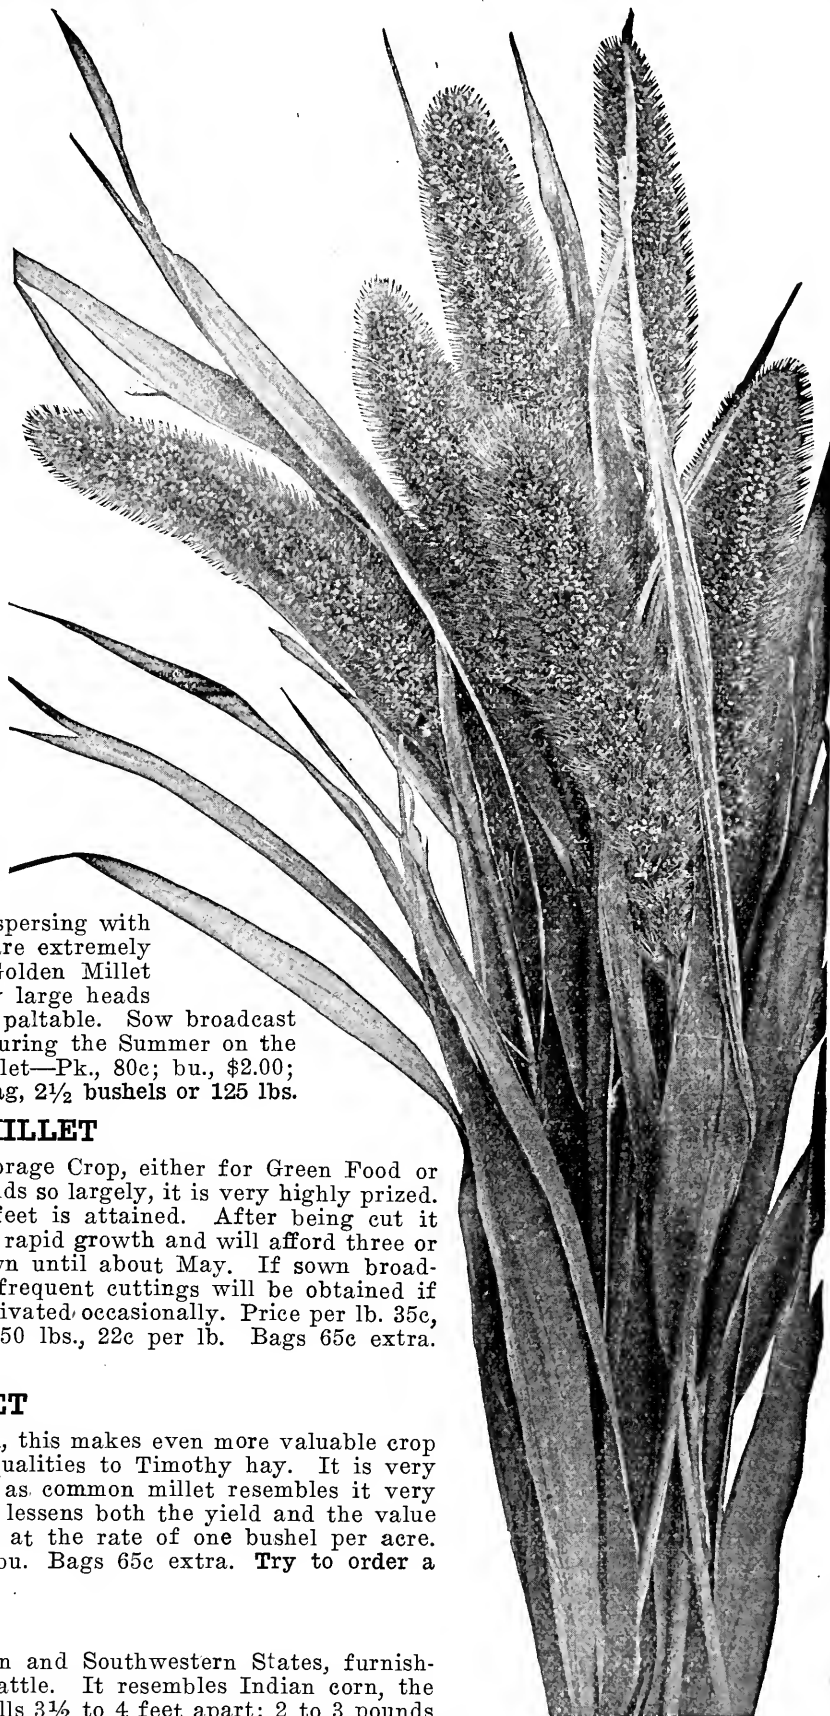 spersing with
re extremely
Golden Millet
large heads
paltable. Sow broadcast
uring the Summer on the
let—Pk., 80c; bu., $2.00;
ag, 2½ bushels or 125 lbs.
ILLET
orage Crop, either for Green Food or
ds so largely, it is very highly prized.
feet is attained. After being cut it
rapid growth and will afford three or
vn until about May. If sown broad-
frequent cuttings will be obtained if
ivated occasionally. Price per lb. 35c,
50 lbs., 22c per lb. Bags 65c extra.
ET
, this makes even more valuable crop
ualities to Timothy hay. It is very
as common millet resembles it very
lessens both the yield and the value
at the rate of one bushel per acre.
ou. Bags 65c extra. Try to order a
n and Southwestern States, furnish-
attle. It resembles Indian corn, the
lls 3½ to 4 feet apart; 2 to 3 pounds